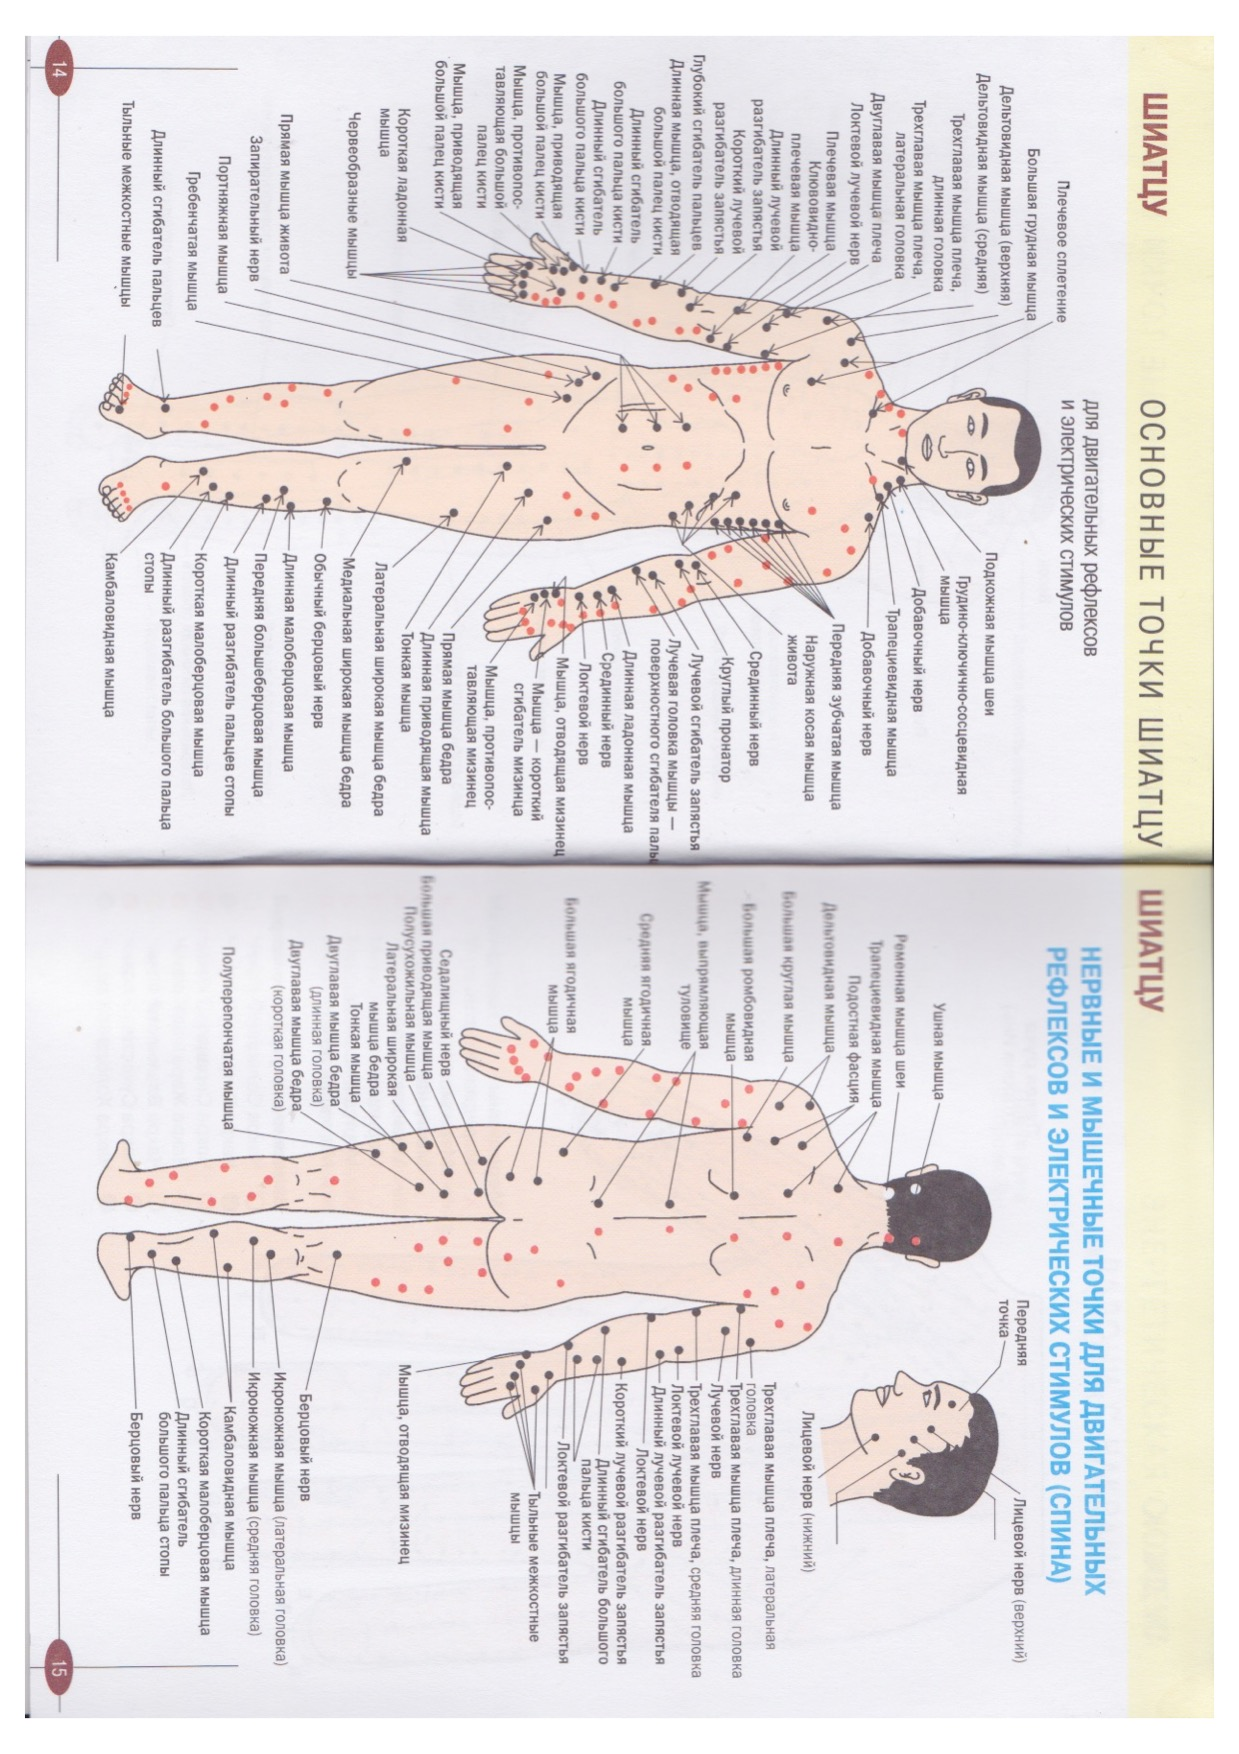 ШИАТЦУ
ОСНОВНЫЕ ТОЧКИ ШИАТЦУ
для двигательных рефлексов
и электрических стимулов
Плечевое сплетение
Большая грудная мышца
Дельтовидная мышца (верхняя)
Дельтовидная мышца (средняя)
Трехглавая мышца плеча,
длинная головка
Трехглавая мышца плеча,
латеральная головка
Двуглавая мышца плеча
Локтевой лучевой нерв
Плечевая мышца
Клювовидно-
плечевая мышца
Длинный лучевой
разгибатель запястья
Короткий лучевой
разгибатель запястья
Глубокий сгибатель пальцев
Длинная мышца, отводящая
большой палец кисти
Длинный сгибатель
большого пальца кисти
Длинный сгибатель
большого пальца кисти
Мышца, приводящая
большой палец кисти
Мышца, противопос-
тавляющая большой
палец кисти
Мышца, приводящая
большой палец кисти
Короткая ладонная
мышца
Червеобразные мышцы
Прямая мышца живота
Запирательный нерв
Портняжная мышца
Гребенчатая мышца
Длинный сгибатель пальцев
Тыльные межкостные мышцы
Подкожная мышца шеи
Грудино-ключично-сосцевидная
мышца
Добавочный нерв
Трапециевидная мышца
Добавочный нерв
Передняя зубчатая мышца
Наружная косая мышца
живота
Срединный нерв
Круглый пронатор
Лучевой сгибатель запястья
Лучевая головка мышцы —
поверхностного сгибателя паль
Длинная ладонная мышца
Срединный нерв
Локтевой нерв
Мышца, отводящая мизинец
Мышца — короткий
сгибатель мизинца
Мышца, противопос-
тавляющая мизинец
Прямая мышца бедра
Длинная приводящая мышца
Тонкая мышца
Латеральная широкая мышца бедра
Медиальная широкая мышца бедра
Обычный берцовый нерв
Длинная малоберцовая мышца
Передняя большеберцовая мышца
Длинный разгибатель пальцев стопы
Короткая малоберцовая мышца
Длинный разгибатель большого пальца
стопы
Камбаловидная мышца
14
ШИАТЦУ
НЕРВНЫЕ И МЫШЕЧНЫЕ ТОЧКИ ДЛЯ ДВИГАТЕЛЬНЫХ
РЕФЛЕКСОВ И ЭЛЕКТРИЧЕСКИХ СТИМУЛОВ (СПИНА)
Ушная мышца
Ременная мышца шеи
Трапециевидная мышца
Подостная фасция
Дельтовидная мышца
Большая круглая мышца
Большая ромбовидная
мышца
Мышца, выпрямляющая
туловище
Средняя ягодичная
мышца
Большая ягодичная
мышца
Седалищный нерв
Большая приводящая мышца
Полусухожильная мышца
Латеральная широкая
мышца бедра
Тонкая мышца
Двуглавая мышца бедра
(длинная головка)
Двуглавая мышца бедра
(короткая головка)
Полуперепончатая мышца
Передняя
точка
Лицевой нерв (верхний)
Лицевой нерв (нижний)
Трехглавая мышца плеча, латеральная
головка
Трехглавая мышца плеча, длинная головка
Лучевой нерв
Трехглавая мышца плеча, средняя головка
Локтевой лучевой нерв
Длинный лучевой разгибатель запястья
Локтевой нерв
Короткий лучевой разгибатель запястья
Длинный сгибатель большого
пальца кисти
Локтевой разгибатель запястья
Тыльные межкостные
мышцы
Мышца, отводящая мизинец
Берцовый нерв
Икроножная мышца (латеральная головка)
Икроножная мышца (средняя головка)
Камбаловидная мышца
Короткая малоберцовая мышца
Длинный сгибатель
большого пальца стопы
Берцовый нерв
15